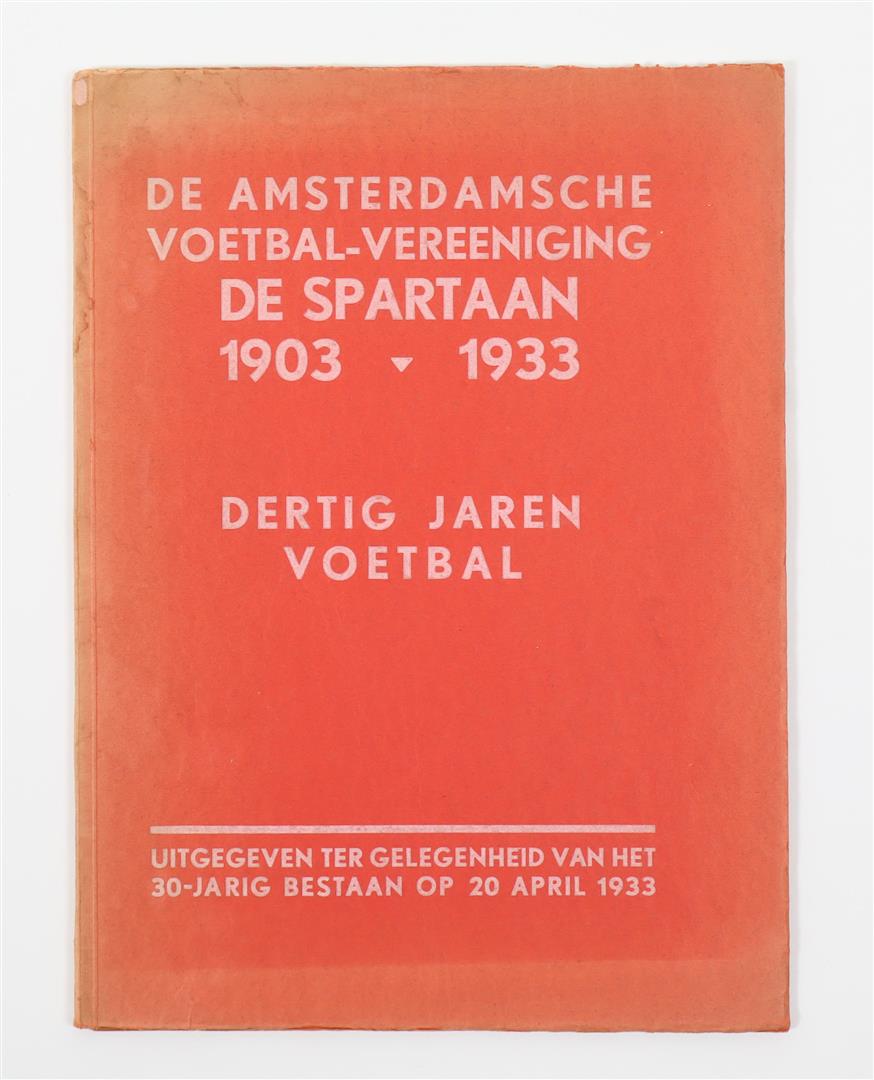 DE AMSTERDAMSCHE
VOETBAL-VEREENIGING
DE SPARTAAN
1903 ▼ 1933
DERTIG JAREN
VOETBAL
UITGEGEVEN TER GELEGENHEID VAN HET
30-JARIG BESTAAN OP 20 APRIL 1933